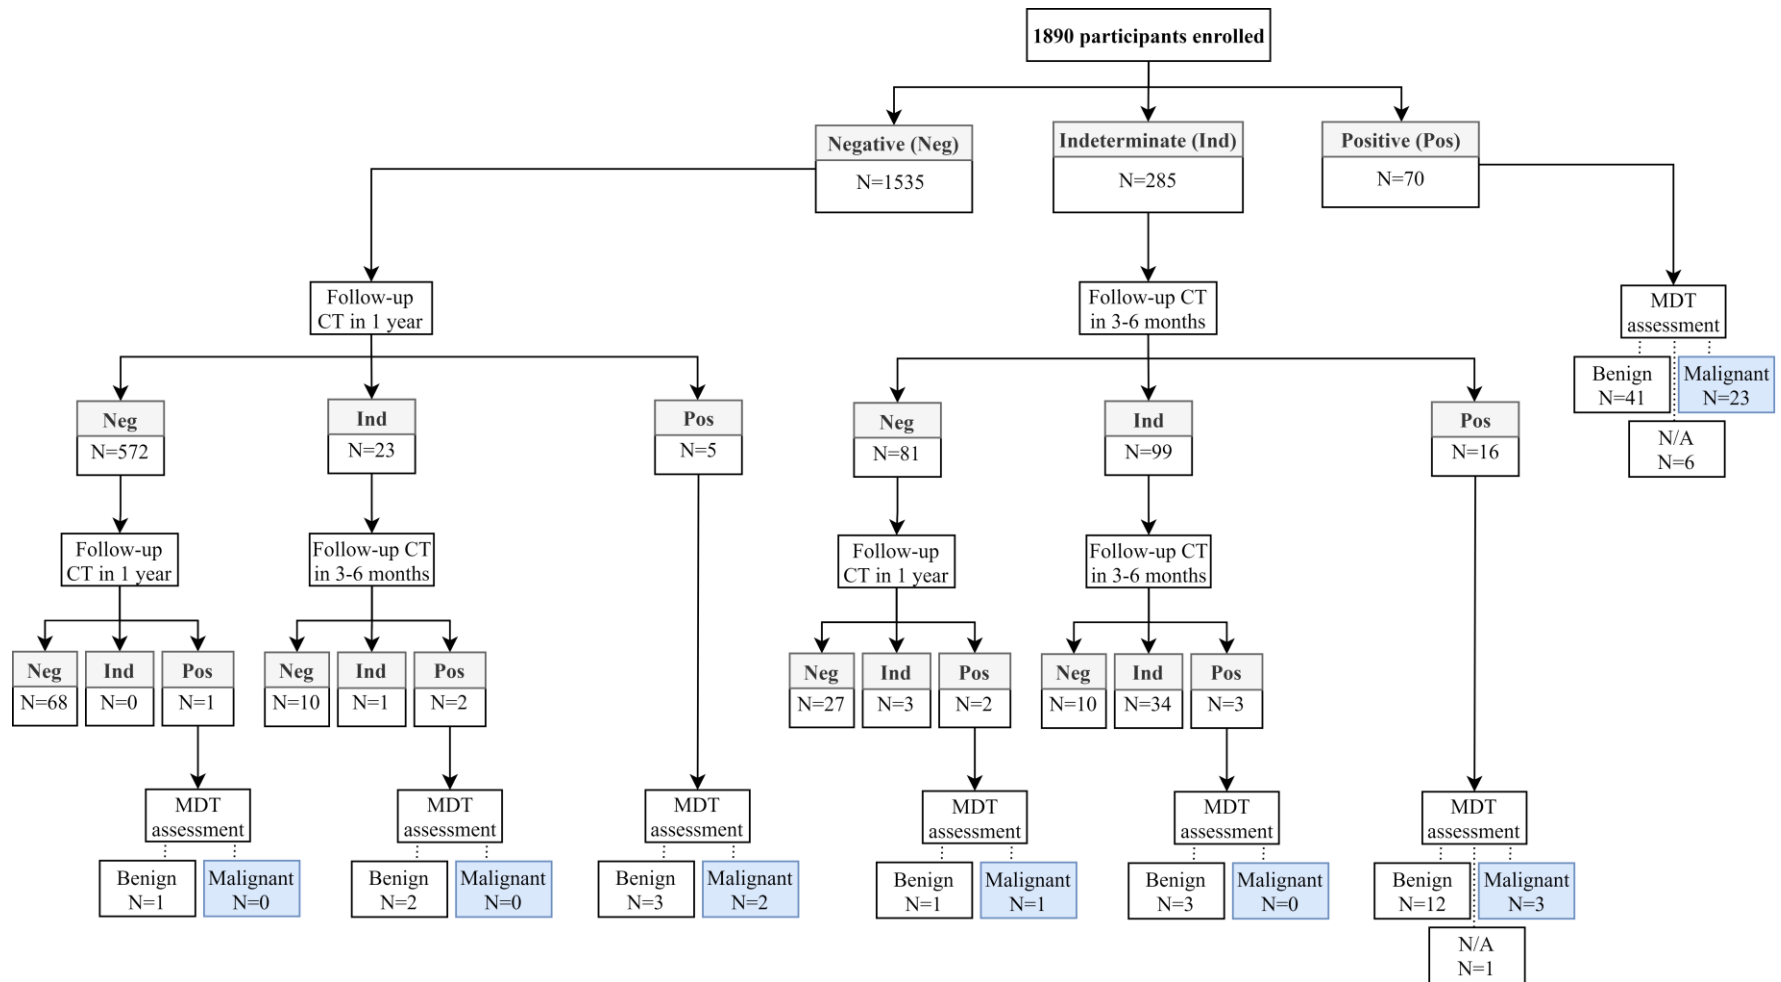 1890 participants enrolled
Negative (Neg)
N=1535
Indeterminate (Ind)
N=285
Positive (Pos)
N=70
Follow-up
CT in 1 year
Follow-up CT
in 3-6 months
MDT
assessment
Benign
N=41
Malignant
N=23
N/A
N=6
Neg
N=572
Ind
N=23
Pos
N=5
Neg
N=81
Ind
N=99
Pos
N=16
Follow-up
CT in 1 year
Follow-up CT
in 3-6 months
Follow-up
CT in 1 year
Follow-up CT
in 3-6 months
Neg
N=68
Ind
N=0
Pos
N=1
Neg
N=10
Ind
N=1
Pos
N=2
Neg
N=27
Ind
N=3
Pos
N=2
Neg
N=10
Ind
N=34
Pos
N=3
MDT
assessment
Benign
N=1
Malignant
N=0
MDT
assessment
Benign
N=2
Malignant
N=0
MDT
assessment
Benign
N=3
Malignant
N=2
MDT
assessment
Benign
N=1
Malignant
N=1
MDT
assessment
Benign
N=3
Malignant
N=0
MDT
assessment
Benign
N=12
Malignant
N=3
N/A
N=1